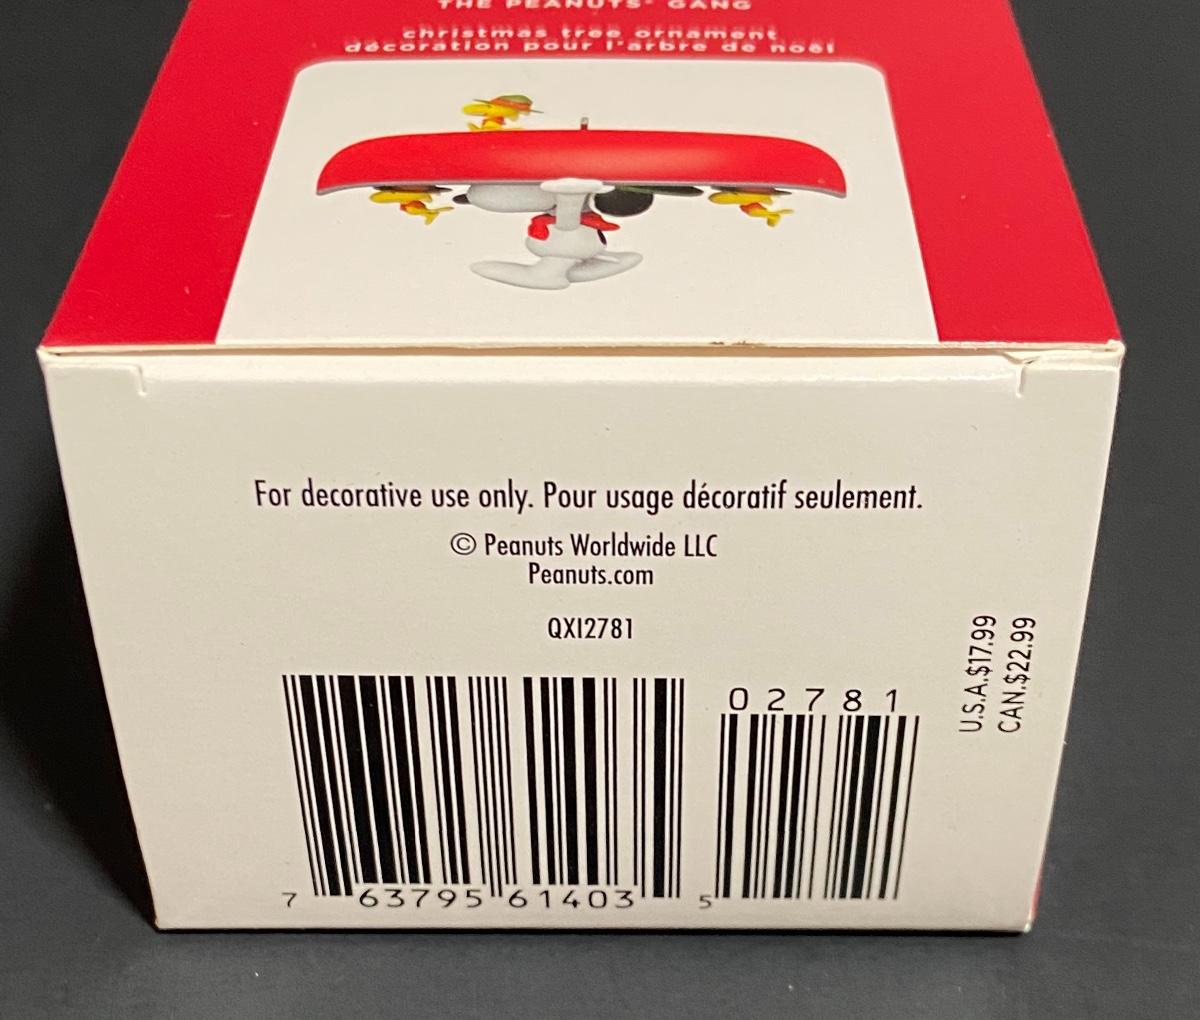 THE PEANUTS® GANG
christmas tree ornament
décoration pour l'arbre de noël
For decorative use only. Pour usage décoratif seulement.
© Peanuts Worldwide LLC
Peanuts.com
QXI2781
U.S.A.$17.99
CAN.$22.99
02781
7 63795 61403 5